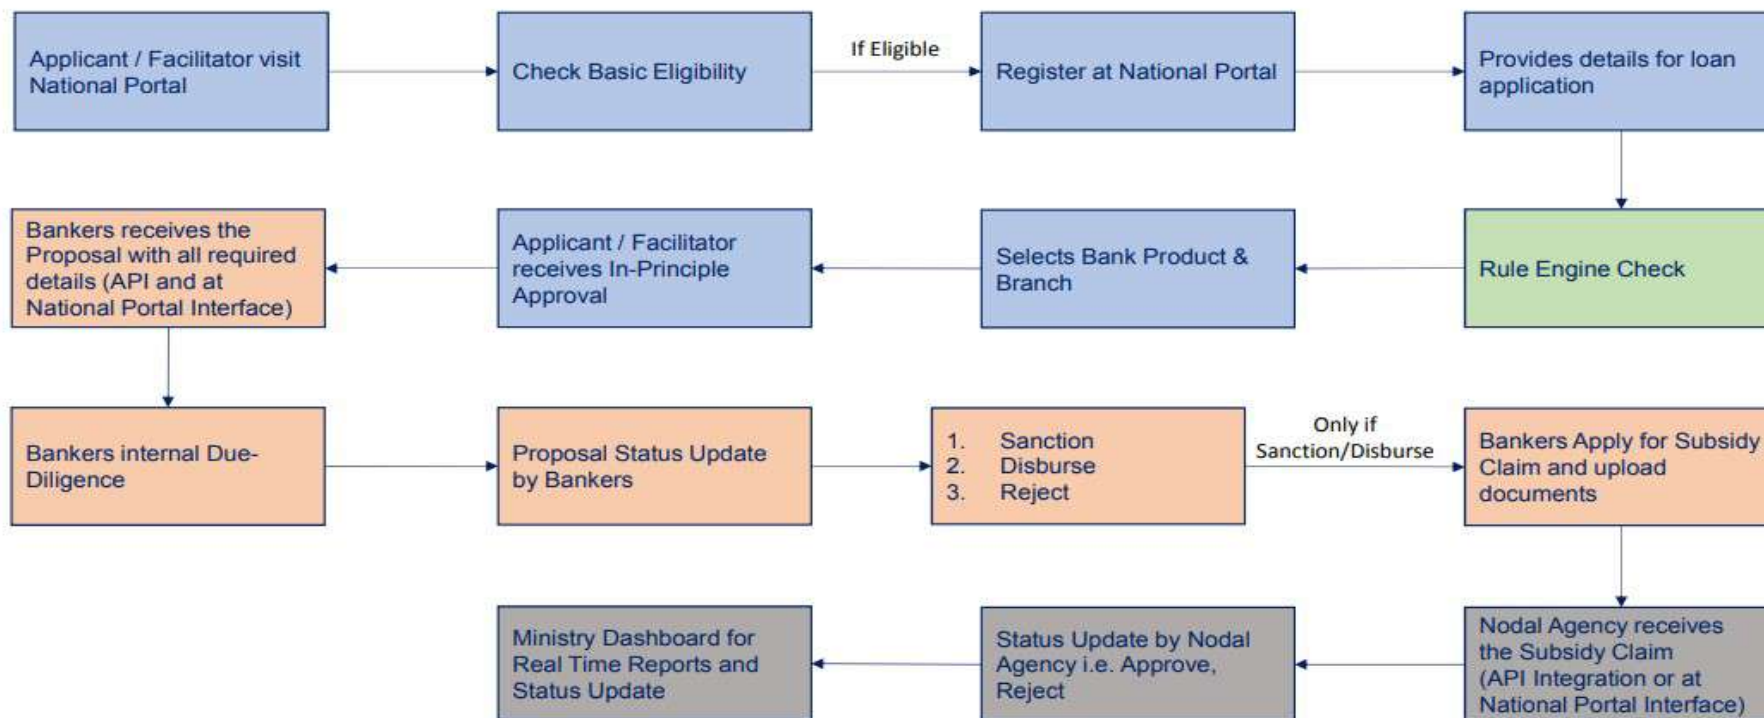 Applicant / Facilitator visit
National Portal
Check Basic Eligibility
If Eligible
Register at National Portal
Provides details for loan
application
Rule Engine Check
Selects Bank Product &
Branch
Applicant / Facilitator
receives In-Principle
Approval
Bankers receives the
Proposal with all required
details (API and at
National Portal Interface)
Bankers internal Due-
Diligence
Proposal Status Update
by Bankers
1. Sanction
2. Disburse
3. Reject
Only if
Sanction/Disburse
Bankers Apply for Subsidy
Claim and upload
documents
Nodal Agency receives
the Subsidy Claim
(API Integration or at
National Portal Interface)
Status Update by Nodal
Agency i.e. Approve,
Reject
Ministry Dashboard for
Real Time Reports and
Status Update